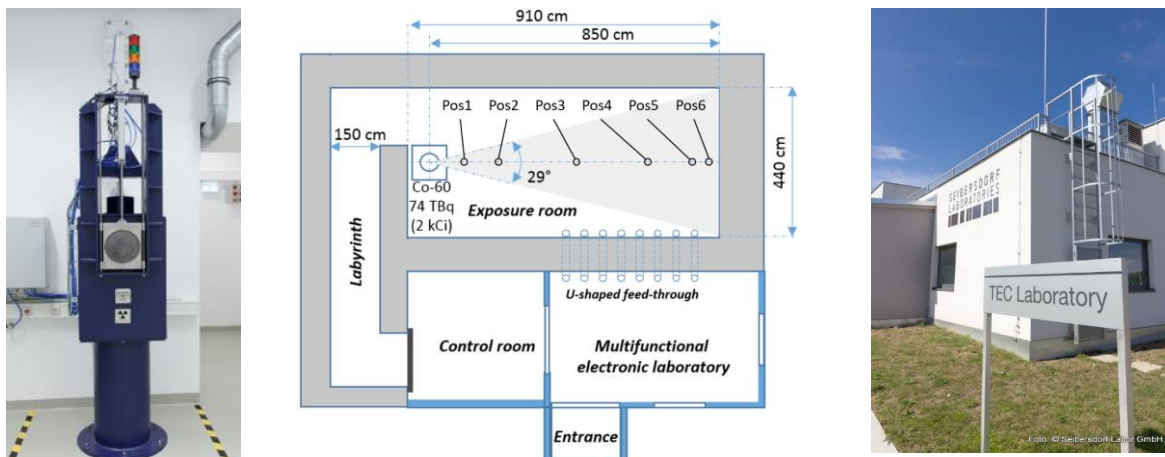 910 cm
850 cm
Pos1
Pos2
Pos3
Pos4
Pos5
Pos6
150 cm
29°
440 cm
Co-60
74 TBq
(2 kCi)
Exposure room
Labyrinth
U-shaped feed-through
Control room
Multifunctional
electronic laboratory
Entrance
SEIBERSDORF
LABORATORIES
TEC Laboratory
Foto: © Seibersdorf Labor GmbH,